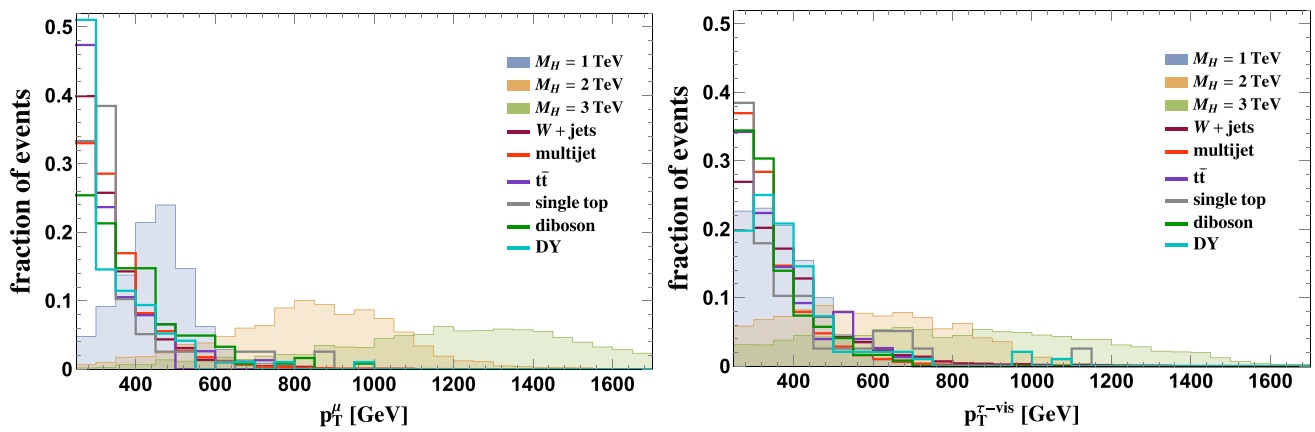 0.5
0.4
0.3
0.2
0.1
0
fraction of events
M_H = 1 TeV
M_H = 2 TeV
M_H = 3 TeV
W + jets
multijet
tt̄
single top
diboson
DY
400 600 800 1000 1200 1400 1600
p_T^μ [GeV]
0.5
0.4
0.3
0.2
0.1
0
fraction of events
M_H = 1 TeV
M_H = 2 TeV
M_H = 3 TeV
W + jets
multijet
tt̄
single top
diboson
DY
400 600 800 1000 1200 1400 1600
p_T^{τ−vis} [GeV]